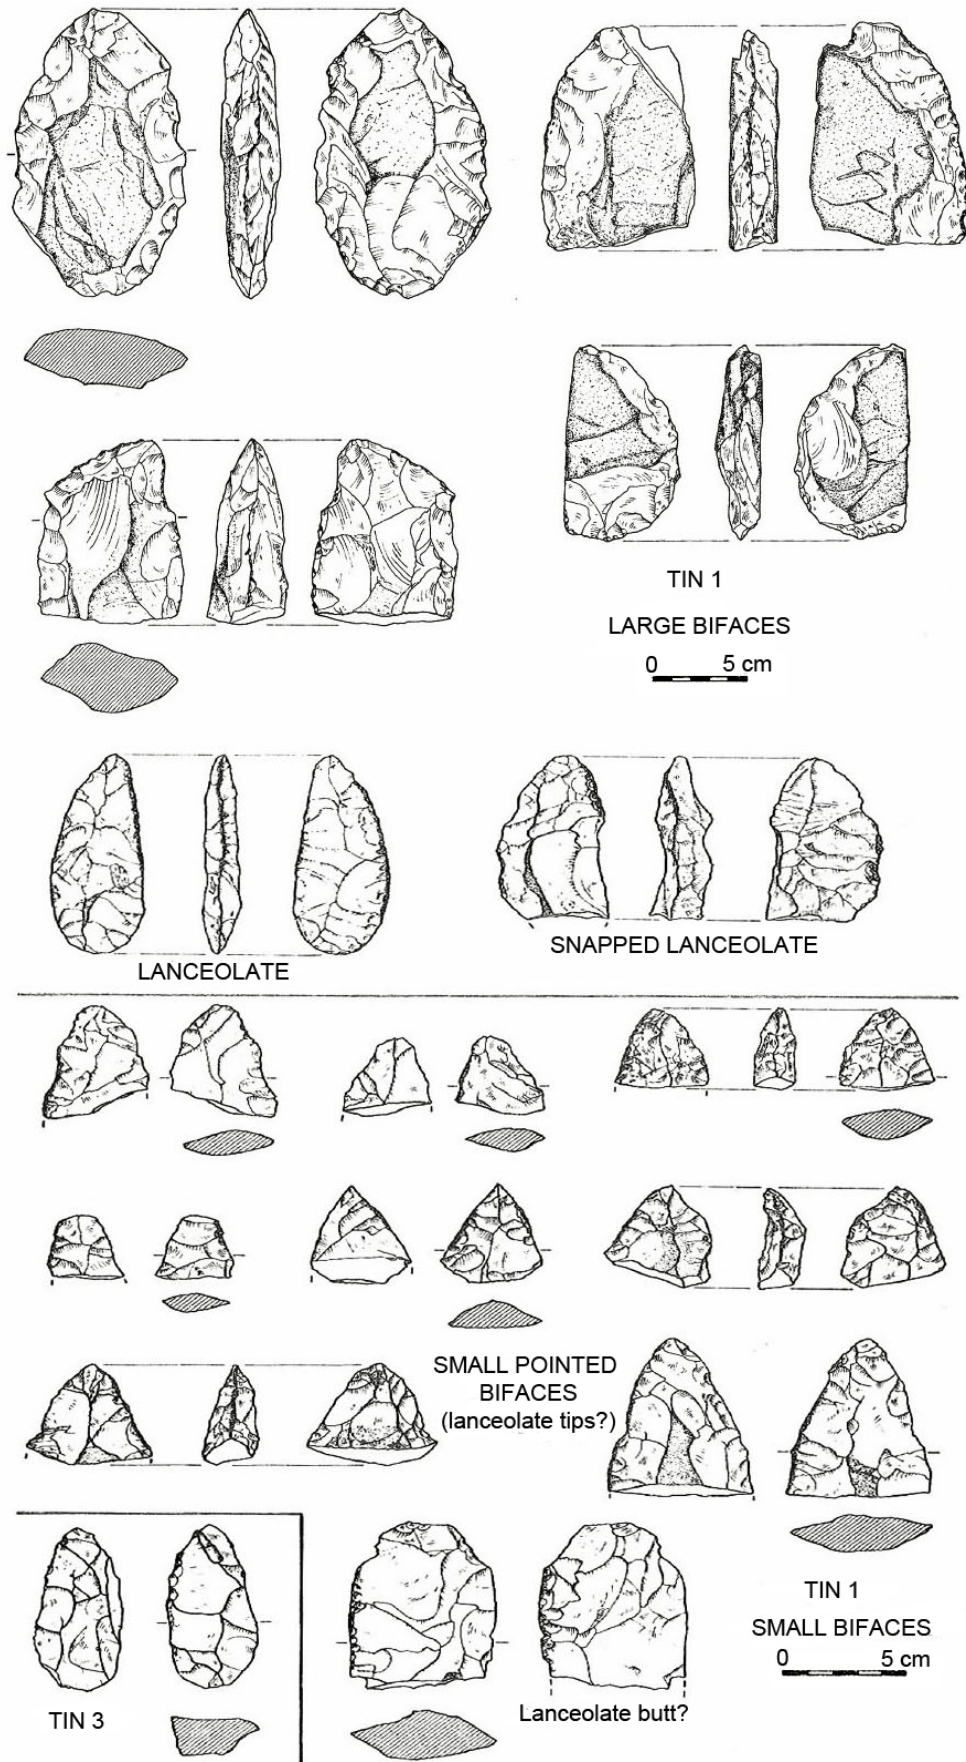 TIN 1
LARGE BIFACES
0 5 cm
LANCEOLATE
SNAPPED LANCEOLATE
SMALL POINTED
BIFACES
(lanceolate tips?)
TIN 1
SMALL BIFACES
0 5 cm
TIN 3
Lanceolate butt?